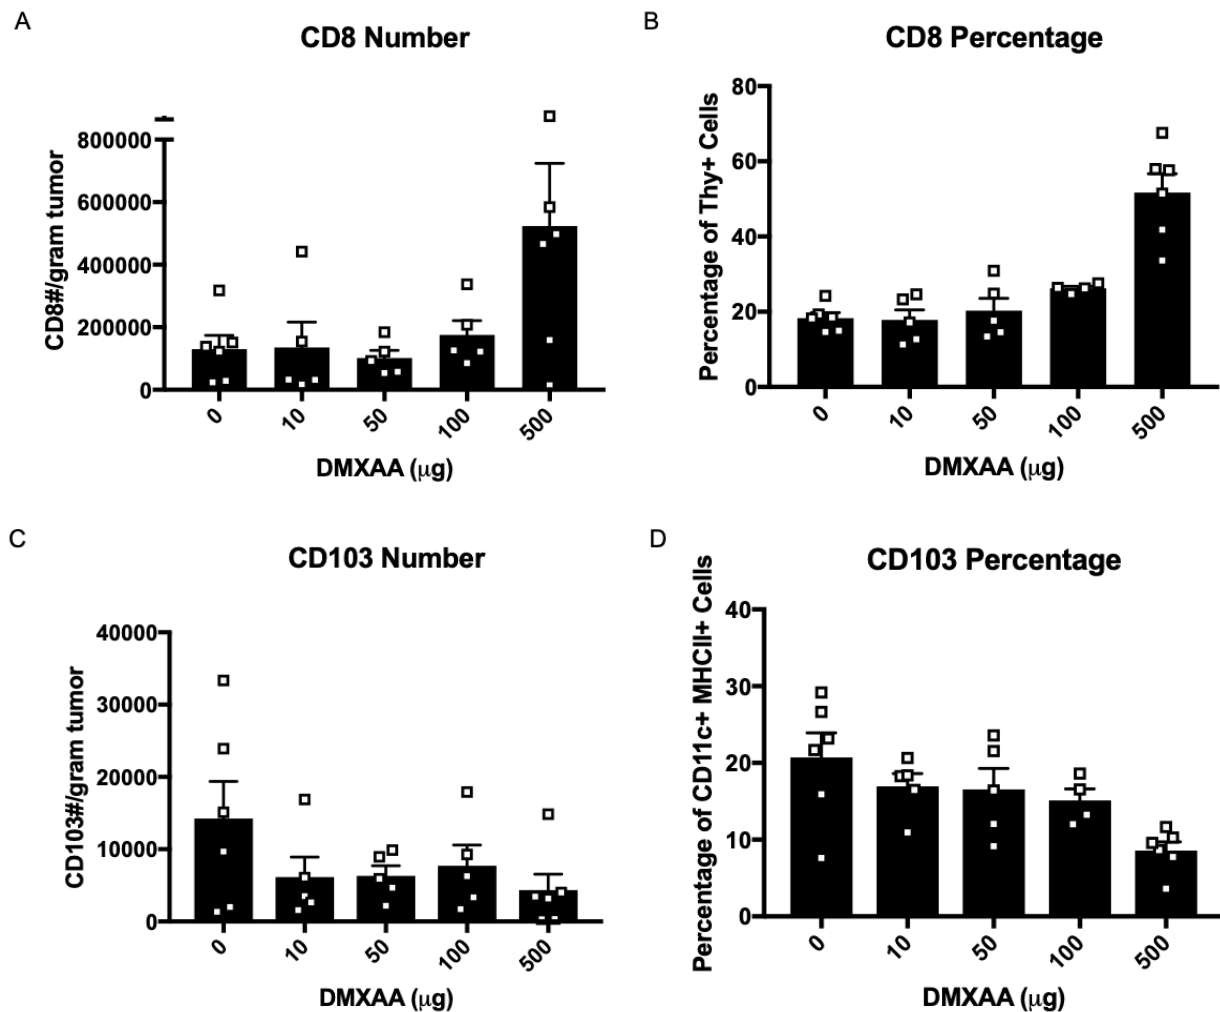 A
CD8 Number
CD8#/gram tumor
800000
600000
400000
200000
0
0
10
50
100
500
DMXAA (μg)
B
CD8 Percentage
Percentage of Thy+ Cells
80
60
40
20
0
0
10
50
100
500
DMXAA (μg)
C
CD103 Number
CD103#/gram tumor
40000
30000
20000
10000
0
0
10
50
100
500
DMXAA (μg)
D
CD103 Percentage
Percentage of CD11c+ MHCII+ Cells
40
30
20
10
0
0
10
50
100
500
DMXAA (μg)